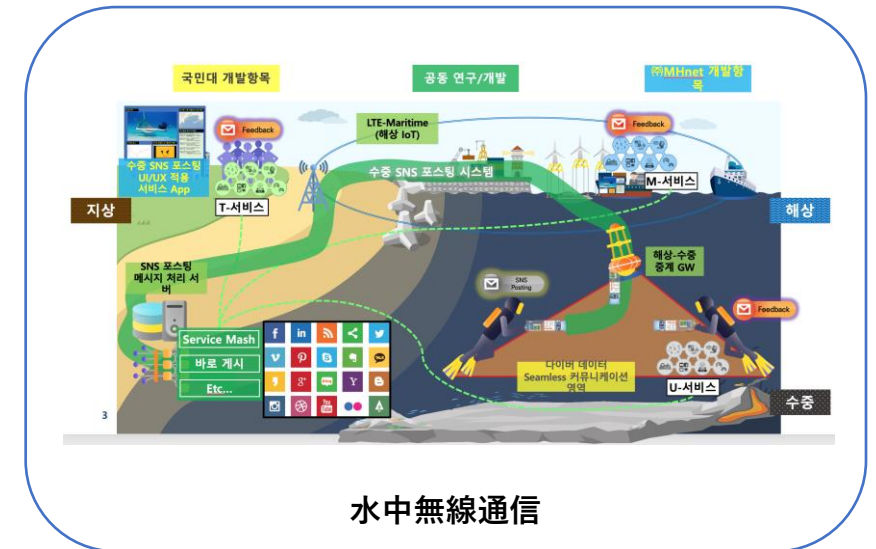 국민대 개발항목
공동 연구/개발
㈜MHnet 개발항
목
Feedback
LTE-Maritime
(해상 IoT)
Feedback
수중 SNS 포스팅
UI/UX 적용
서비스 App
수중 SNS 포스팅 시스템
T-서비스
M-서비스
지상
해상
SNS 포스팅
메시지 처리 서
버
해상-수중
중계 GW
SNS
Posting
Feedback
Service Mash
바로 게시
Etc...
다이버 데이터
Seamless 커뮤니케이션
영역
U-서비스
수중
3
水中無線通信